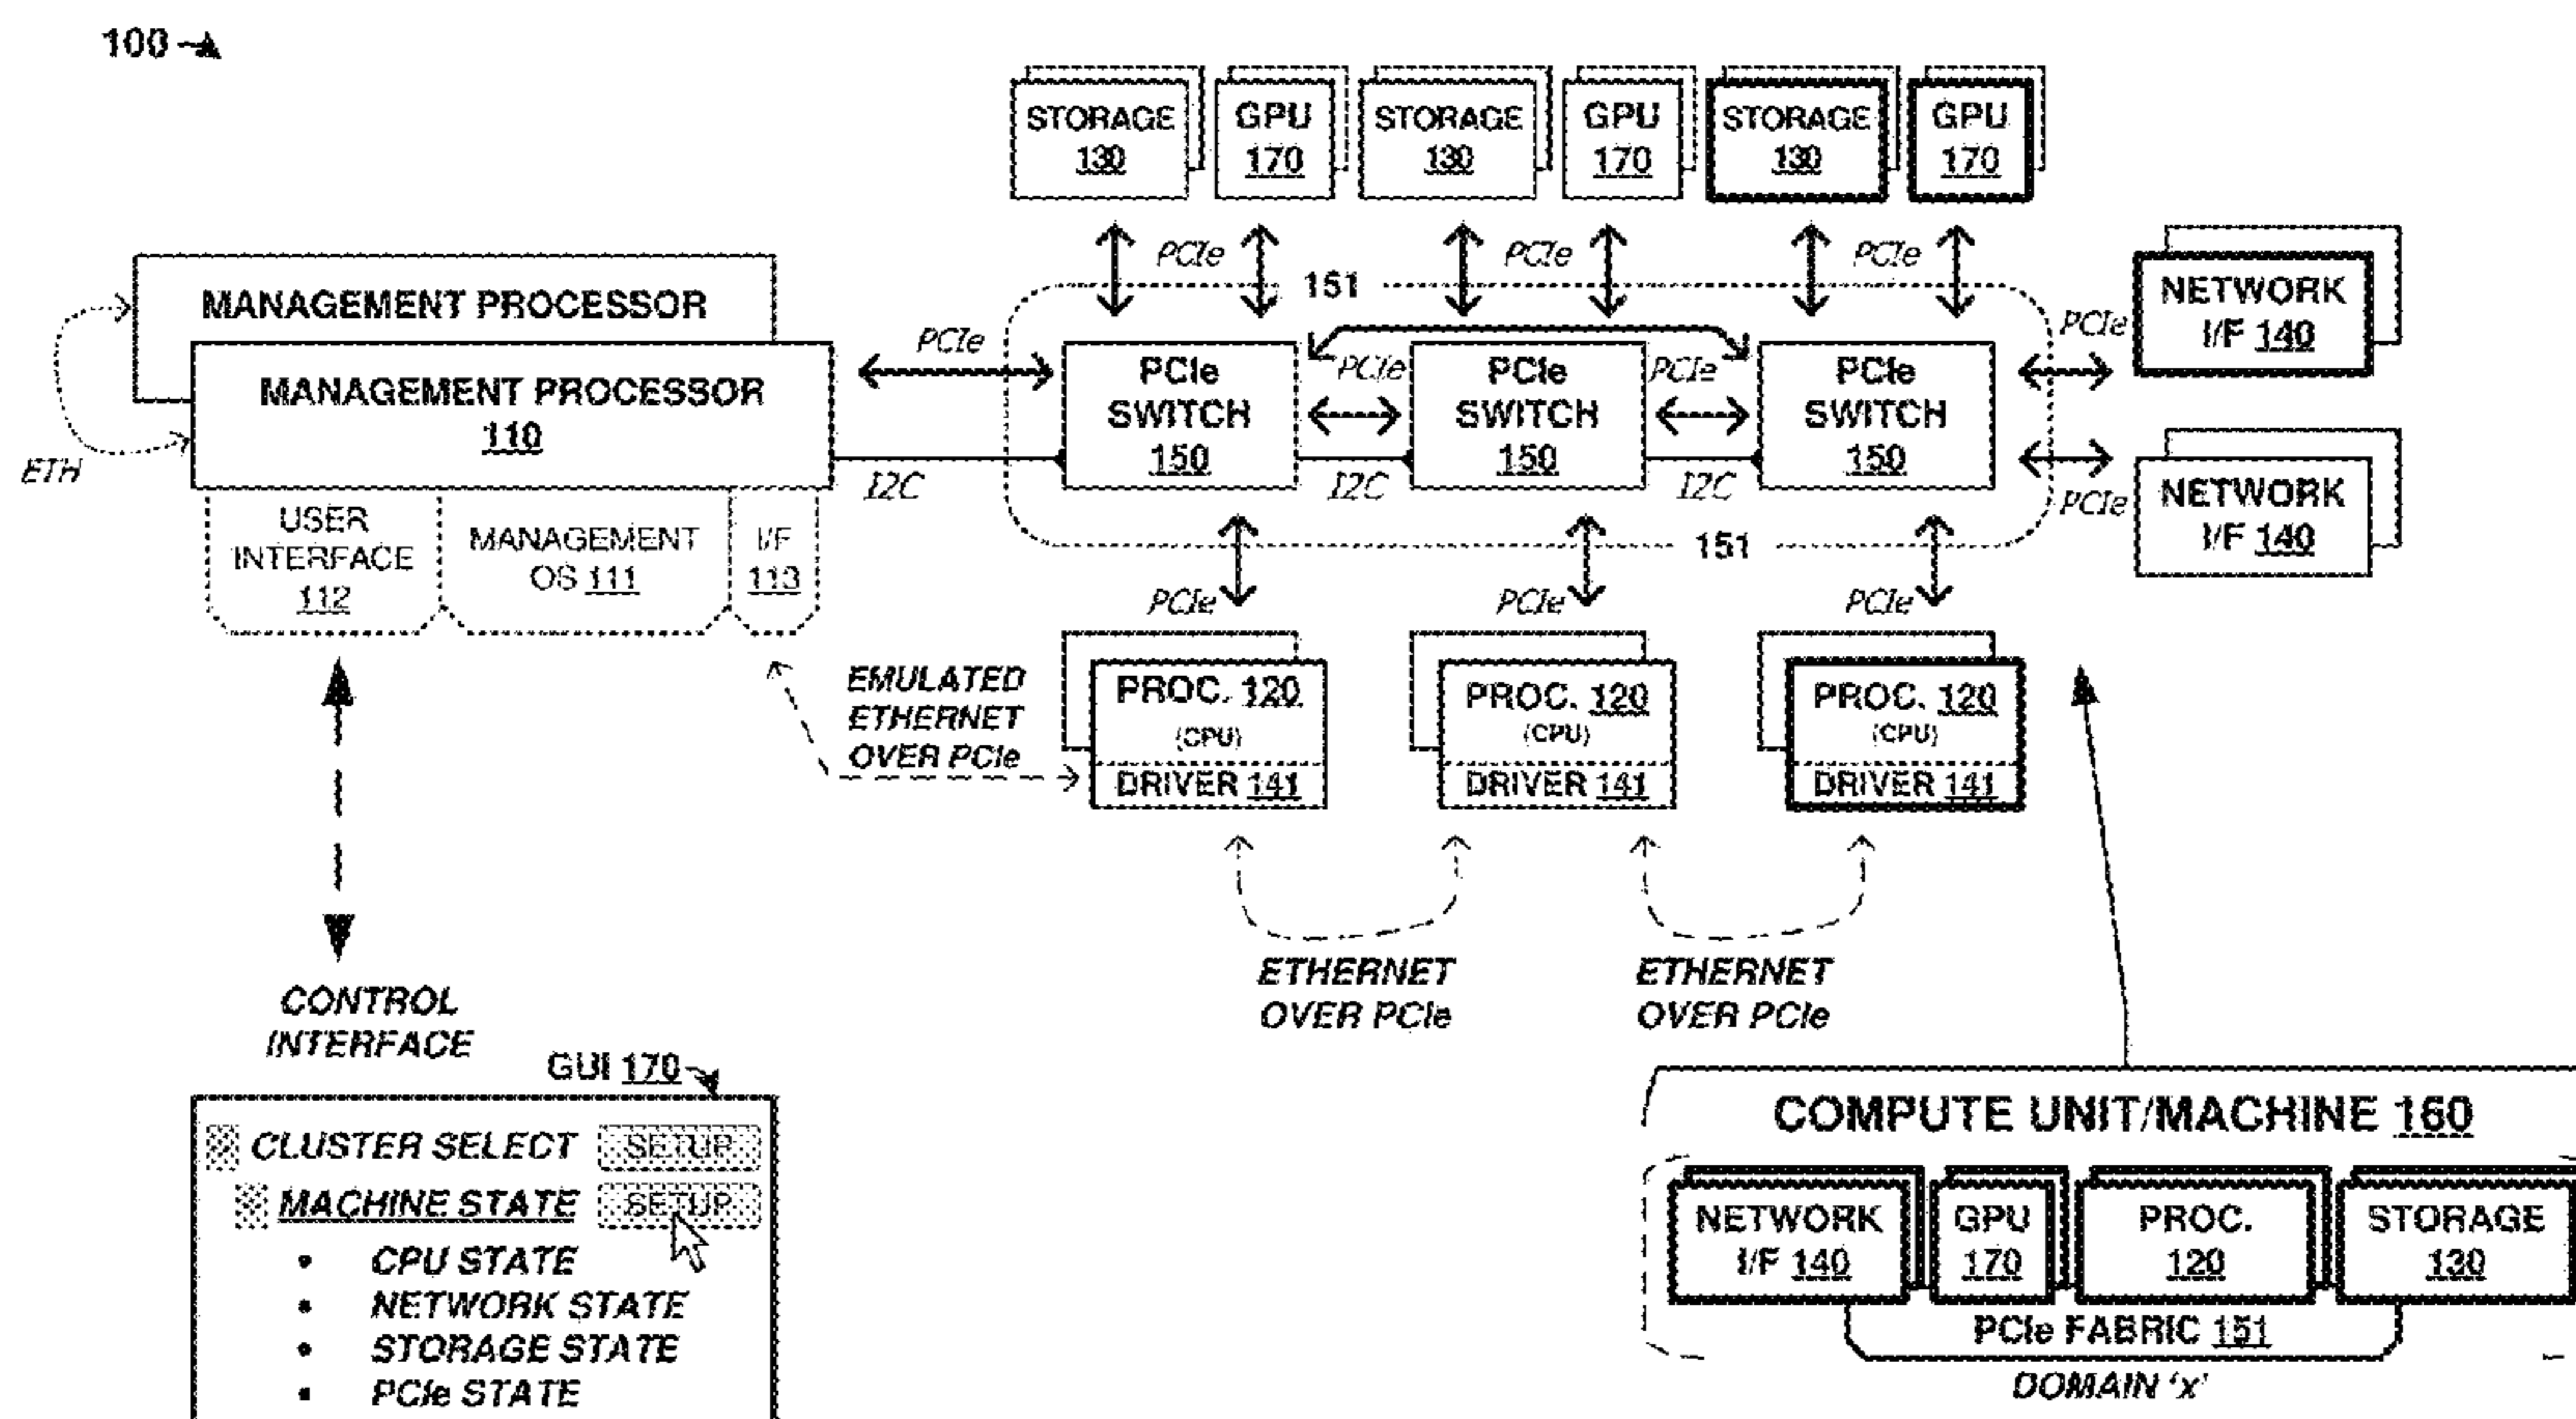 100
STORAGE
130
GPU
170
STORAGE
130
GPU
170
STORAGE
130
GPU
170
PCIe
PCIe
PCIe
151
MANAGEMENT PROCESSOR
MANAGEMENT PROCESSOR
110
ETH
PCIe
I2C
PCIe
SWITCH
150
PCIe
I2C
PCIe
SWITCH
150
PCIe
I2C
PCIe
SWITCH
150
PCIe
NETWORK
I/F 140
PCIe
NETWORK
I/F 140
151
USER
INTERFACE
112
MANAGEMENT
OS 111
I/F
113
PCIe
PCIe
PCIe
EMULATED
ETHERNET
OVER PCIe
PROC. 120
(CPU)
DRIVER 141
PROC. 120
(CPU)
DRIVER 141
PROC. 120
(CPU)
DRIVER 141
ETHERNET
OVER PCIe
ETHERNET
OVER PCIe
CONTROL
INTERFACE
GUI 170
CLUSTER SELECT SETUP
MACHINE STATE SETUP
• CPU STATE
• NETWORK STATE
• STORAGE STATE
• PCIe STATE
COMPUTE UNIT/MACHINE 160
NETWORK
I/F 140
GPU
170
PROC.
120
STORAGE
130
PCIe FABRIC 151
DOMAIN 'x'